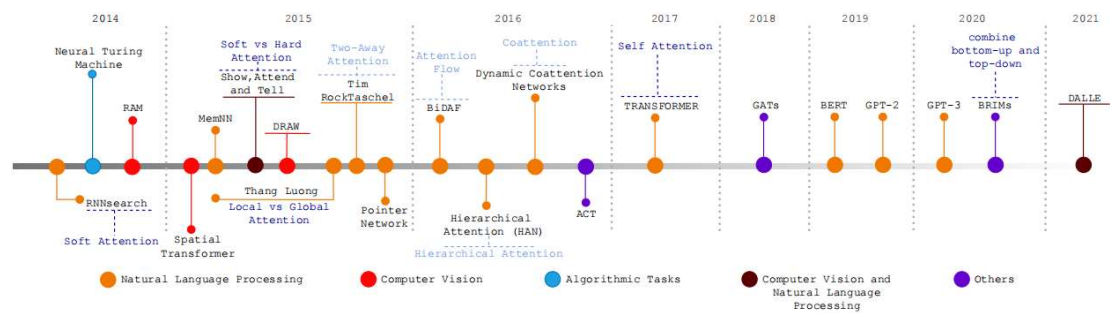 2014
2015
2016
2017
2018
2019
2020
2021
Neural Turing
Machine
RAM
RNNsearch
Soft Attention
Soft vs Hard
Attention
Show,Attend
and Tell
MemNN
DRAW
Two-Away
Attention
Tim
RockTaschel
Thang Luong
Local vs Global
Attention
Spatial
Transformer
Pointer
Network
Attention
Flow
BiDAF
Coattention
Dynamic Coattention
Networks
Hierarchical
Attention (HAN)
Hierarchical Attention
ACT
Self Attention
TRANSFORMER
GATs
BERT
GPT-2
GPT-3
combine
bottom-up and
top-down
BRIMs
DALLE
Natural Language Processing
Computer Vision
Algorithmic Tasks
Computer Vision and
Natural Language
Processing
Others